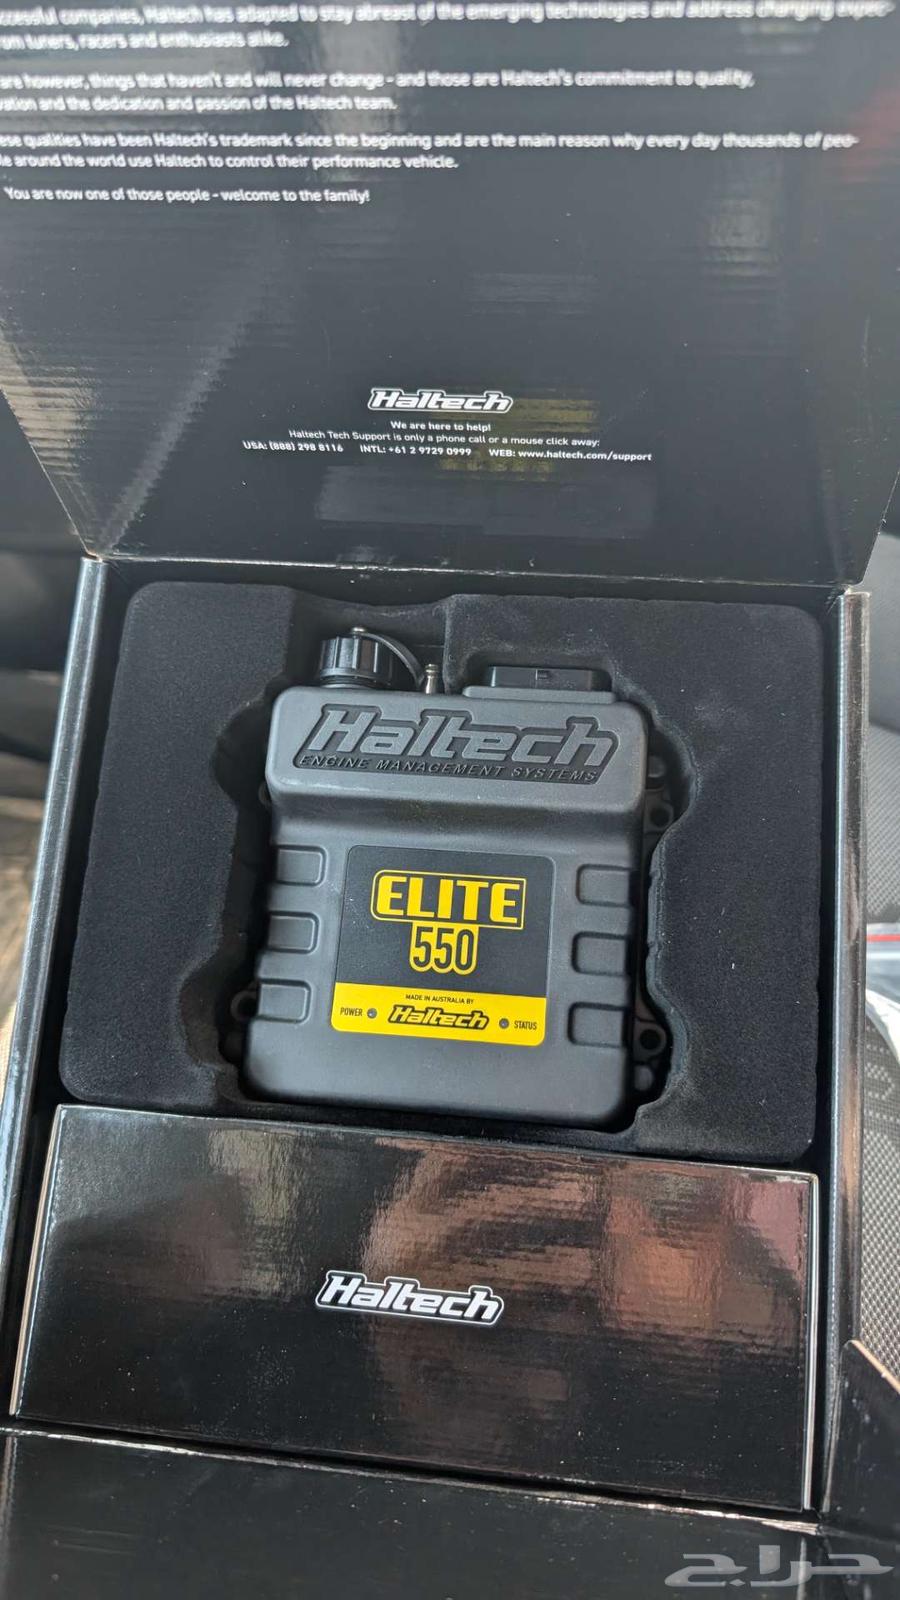 ccessful companies, Haltech has adapted to stay abreast of the emerging technologies and address changing expec-
om tuners, racers and enthusiasts alike.
are however, things that haven't and will never change - and those are Haltech's commitment to quality,
vation and the dedication and passion of the Haltech team.
ese qualities have been Haltech's trademark since the beginning and are the main reason why every day thousands of peo-
le around the world use Haltech to control their performance vehicle.
You are now one of those people - welcome to the family!
Haltech
We are here to help!
Haltech Tech Support is only a phone call or a mouse click away:
USA: (888) 298 8116 INTL: +61 2 9729 0999 WEB: www.haltech.com/support
Haltech
ENGINE MANAGEMENT SYSTEMS
ELITE
550
MADE IN AUSTRALIA BY
POWER Haltech STATUS
Haltech
حراج